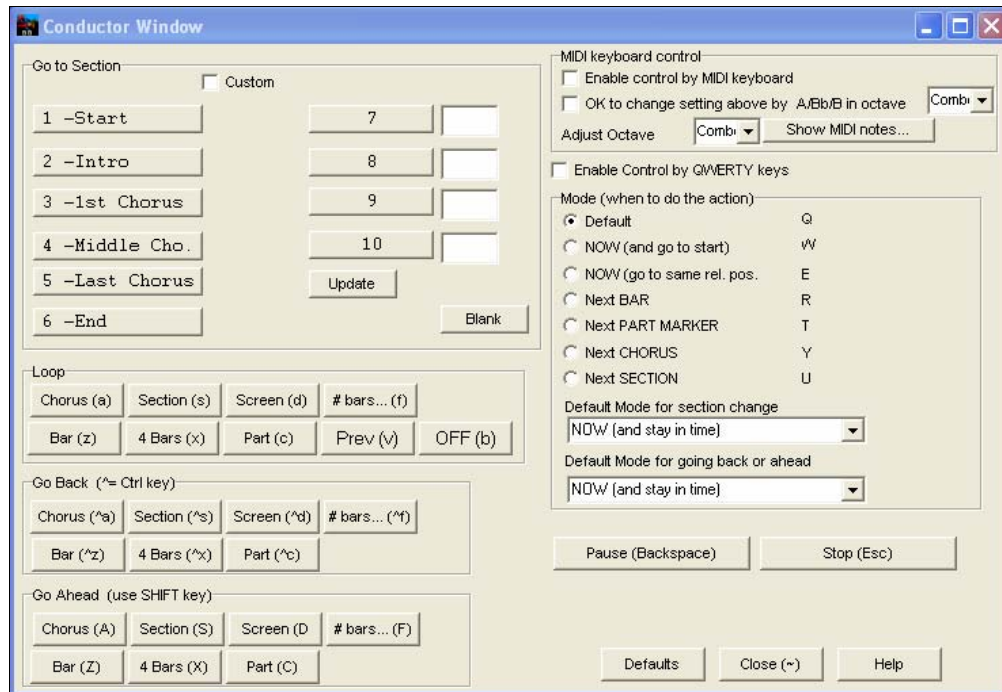 Conductor Window
Go to Section
Custom
1 -Start
2 -Intro
3 -1st Chorus
4 -Middle Cho.
5 -Last Chorus
6 -End
7
8
9
10
Update
Blank
Loop
Chorus (a) Section (s) Screen (d) # bars... (f)
Bar (z) 4 Bars (x) Part (c) Prev (v) OFF (b)
Go Back (^= Ctrl key)
Chorus (^a) Section (^s) Screen (^d) # bars... (^f)
Bar (^z) 4 Bars (^x) Part (^c)
Go Ahead (use SHIFT key)
Chorus (A) Section (S) Screen (D # bars... (F)
Bar (Z) 4 Bars (X) Part (C)
MIDI keyboard control
Enable control by MIDI keyboard
OK to change setting above by A/Bb/B in octave
Adjust Octave Show MIDI notes...
Enable Control by QWERTY keys
Mode (when to do the action)
Default Q
NOW (and go to start) W
NOW (go to same rel. pos. E
Next BAR R
Next PART MARKER T
Next CHORUS Y
Next SECTION U
Default Mode for section change
NOW (and stay in time)
Default Mode for going back or ahead
NOW (and stay in time)
Pause (Backspace) Stop (Esc)
Defaults Close (~) Help